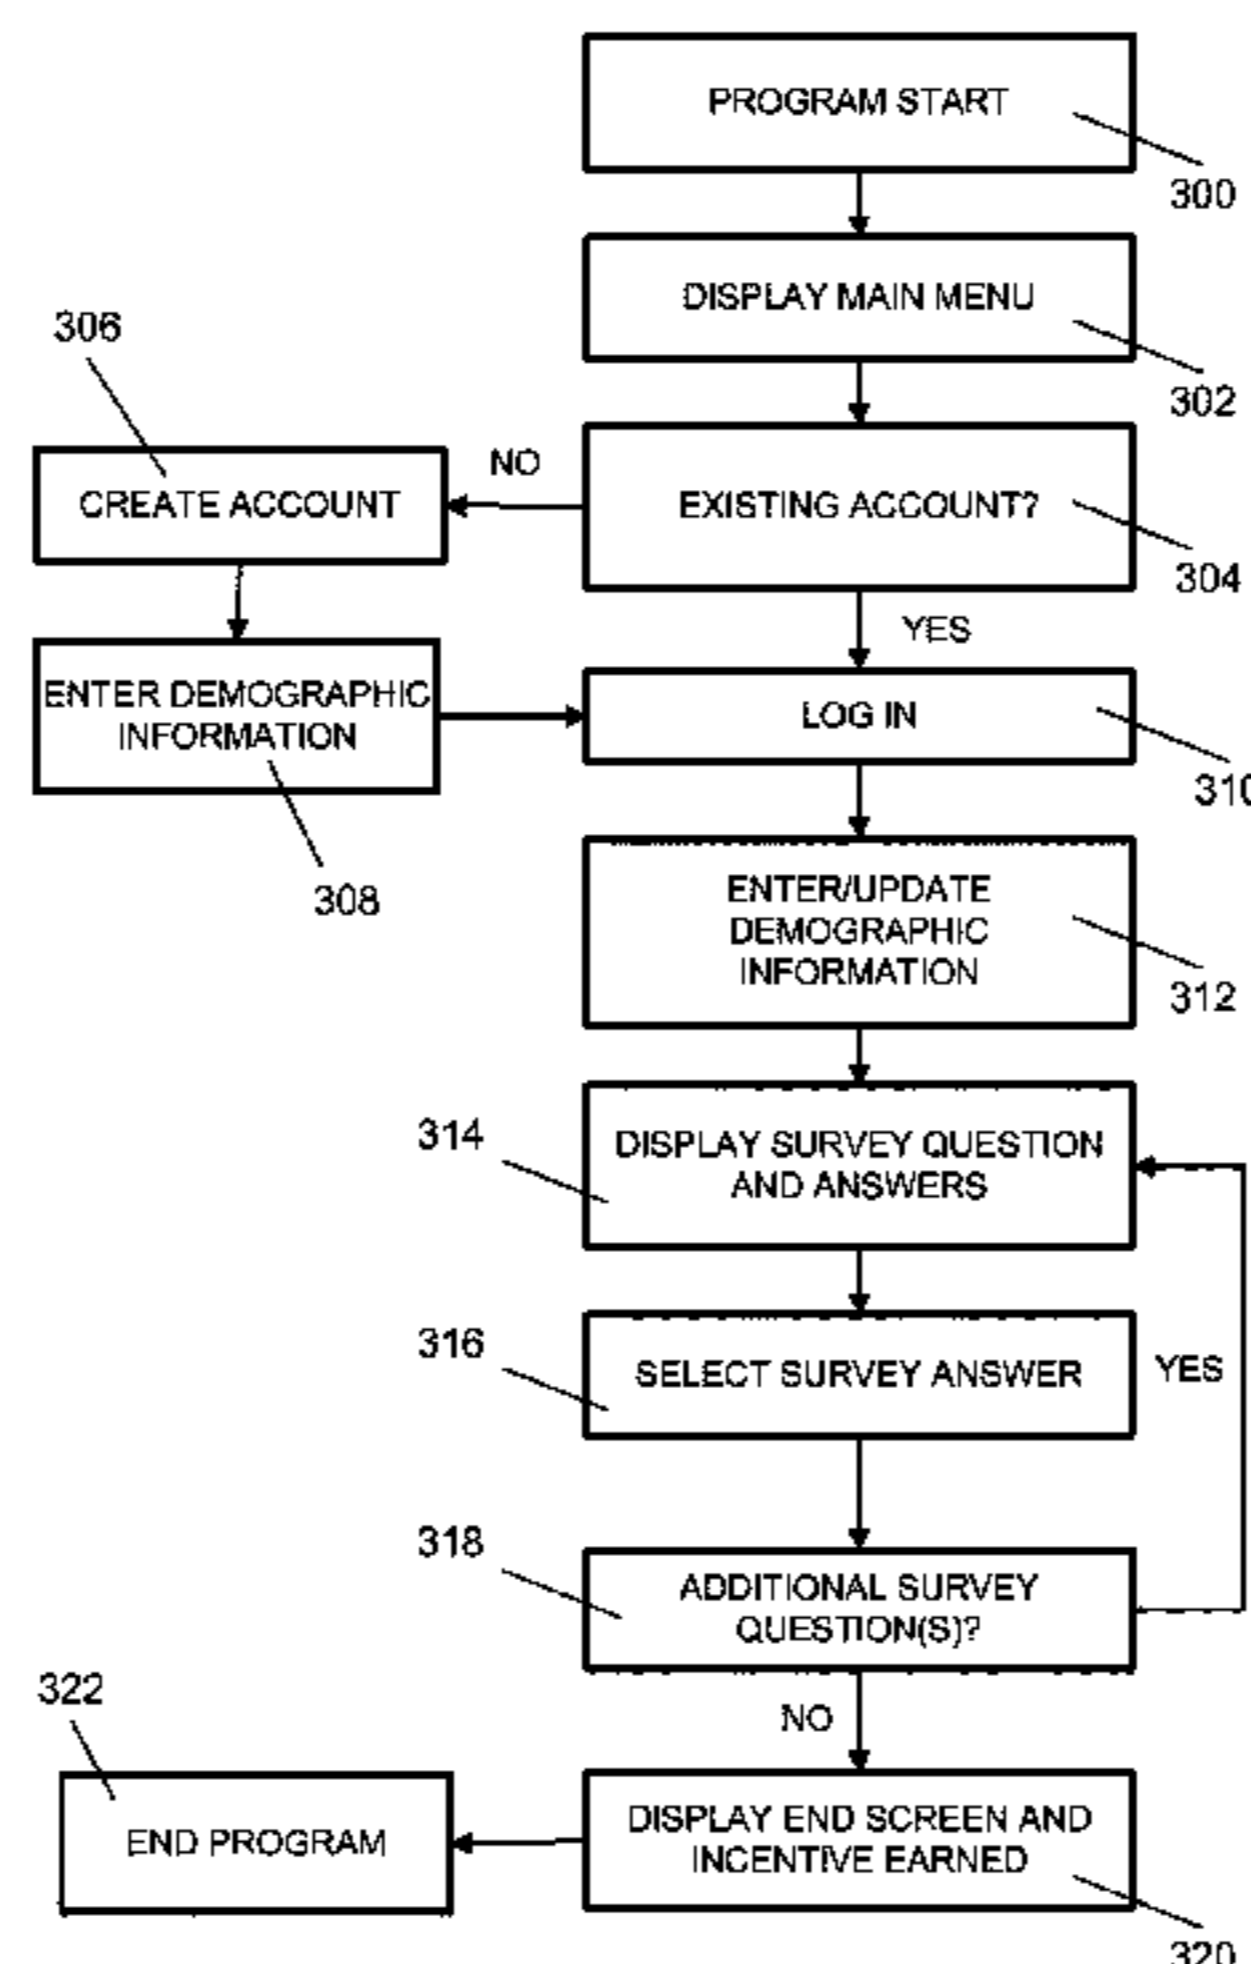 PROGRAM START
300
DISPLAY MAIN MENU
302
306
CREATE ACCOUNT
NO
EXISTING ACCOUNT?
304
YES
ENTER DEMOGRAPHIC
INFORMATION
308
LOG IN
310
ENTER/UPDATE
DEMOGRAPHIC
INFORMATION
312
314
DISPLAY SURVEY QUESTION
AND ANSWERS
316
SELECT SURVEY ANSWER
YES
318
ADDITIONAL SURVEY
QUESTION(S)?
NO
322
END PROGRAM
DISPLAY END SCREEN AND
INCENTIVE EARNED
320